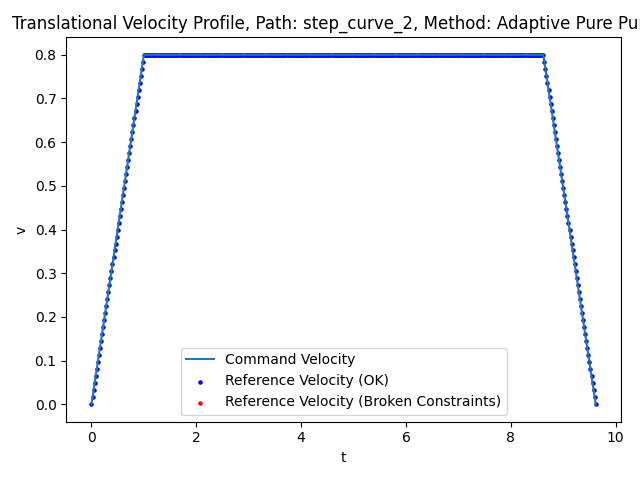 Translational Velocity Profile, Path: step_curve_2, Method: Adaptive Pure
0.8
0.7
0.6
0.5
0.4
0.3
0.2
0.1
0.0
v
Command Velocity
Reference Velocity (OK)
Reference Velocity (Broken Constraints)
0 2 4 6 8 10
t